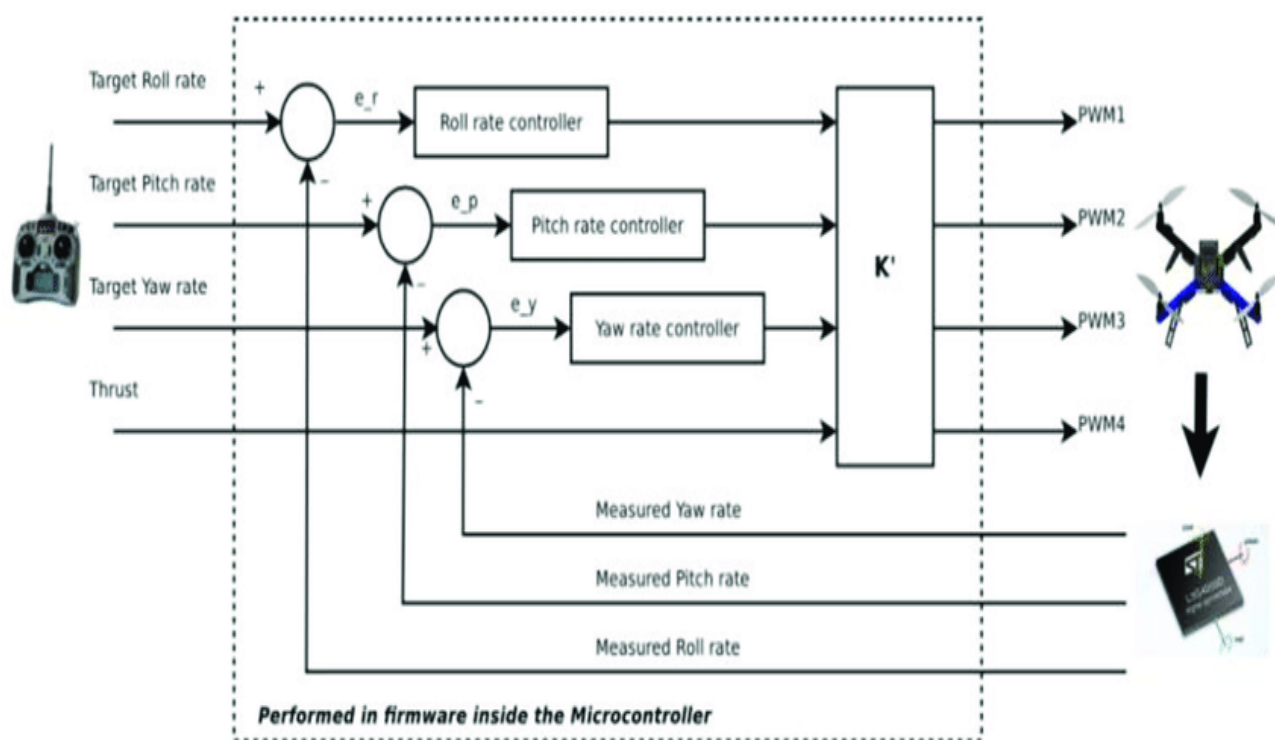 Target Roll rate
+
e_r
Roll rate controller
PWM1
−
Target Pitch rate
+
e_p
Pitch rate controller
PWM2
−
K'
Target Yaw rate
+
e_y
Yaw rate controller
PWM3
−
Thrust
PWM4
Measured Yaw rate
Measured Pitch rate
Measured Roll rate
Performed in firmware inside the Microcontroller